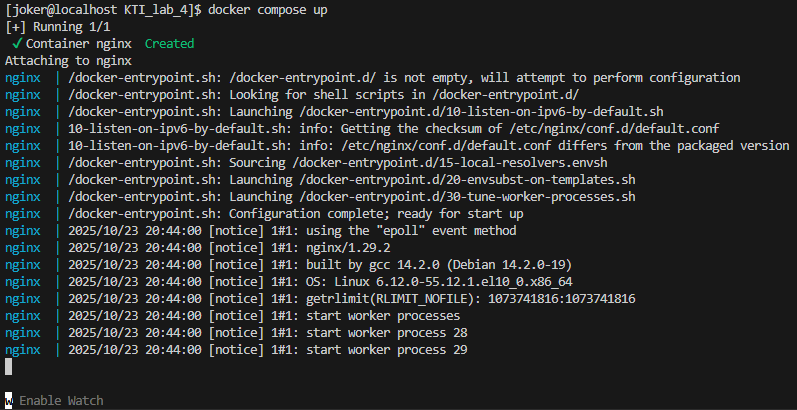 [joker@localhost KTI_lab_4]$ docker compose up
[+] Running 1/1
✓Container nginx  Created
Attaching to nginx
nginx  | /docker-entrypoint.sh: /docker-entrypoint.d/ is not empty, will attempt to perform configuration
nginx  | /docker-entrypoint.sh: Looking for shell scripts in /docker-entrypoint.d/
nginx  | /docker-entrypoint.sh: Launching /docker-entrypoint.d/10-listen-on-ipv6-by-default.sh
nginx  | 10-listen-on-ipv6-by-default.sh: info: Getting the checksum of /etc/nginx/conf.d/default.conf
nginx  | 10-listen-on-ipv6-by-default.sh: info: /etc/nginx/conf.d/default.conf differs from the packaged version
nginx  | /docker-entrypoint.sh: Sourcing /docker-entrypoint.d/15-local-resolvers.envsh
nginx  | /docker-entrypoint.sh: Launching /docker-entrypoint.d/20-envsubst-on-templates.sh
nginx  | /docker-entrypoint.sh: Launching /docker-entrypoint.d/30-tune-worker-processes.sh
nginx  | /docker-entrypoint.sh: Configuration complete; ready for start up
nginx  | 2025/10/23 20:44:00 [notice] 1#1: using the "epoll" event method
nginx  | 2025/10/23 20:44:00 [notice] 1#1: nginx/1.29.2
nginx  | 2025/10/23 20:44:00 [notice] 1#1: built by gcc 14.2.0 (Debian 14.2.0-19)
nginx  | 2025/10/23 20:44:00 [notice] 1#1: OS: Linux 6.12.0-55.12.1.el10_0.x86_64
nginx  | 2025/10/23 20:44:00 [notice] 1#1: getrlimit(RLIMIT_NOFILE): 1073741816:1073741816
nginx  | 2025/10/23 20:44:00 [notice] 1#1: start worker processes
nginx  | 2025/10/23 20:44:00 [notice] 1#1: start worker process 28
nginx  | 2025/10/23 20:44:00 [notice] 1#1: start worker process 29
w Enable Watch